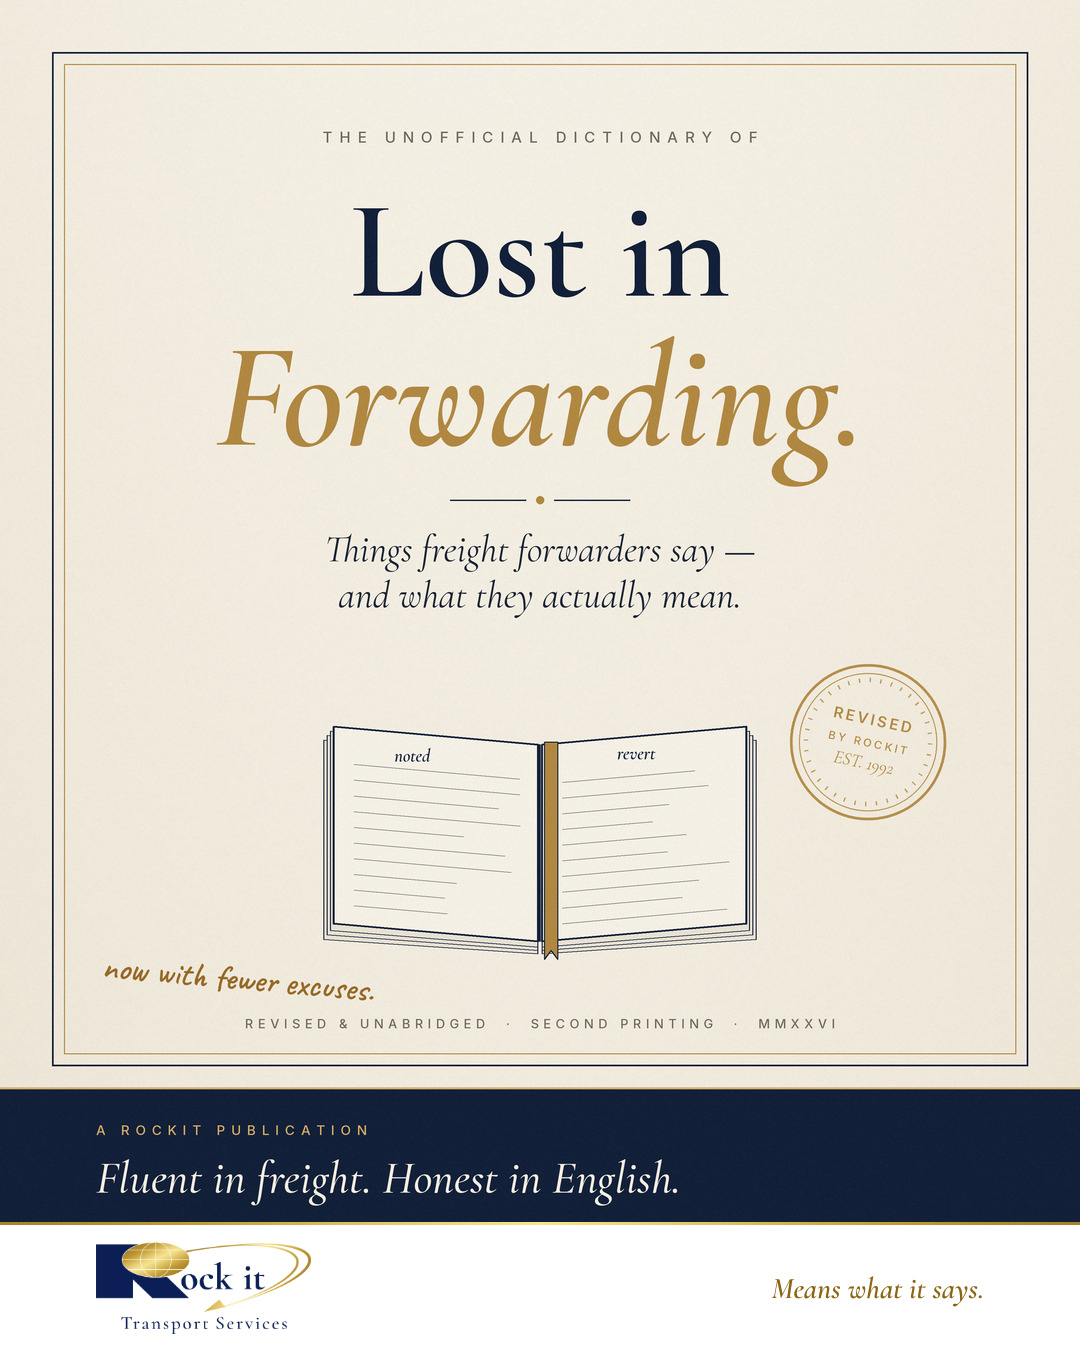 THE UNOFFICIAL DICTIONARY OF
Lost in
Forwarding.
Things freight forwarders say —
and what they actually mean.
REVISED
BY ROCKIT
EST. 1992
noted
revert
now with fewer excuses.
REVISED & UNABRIDGED · SECOND PRINTING · MMXXVI
A ROCKIT PUBLICATION
Fluent in freight. Honest in English.
Rock it
Transport Services
Means what it says.